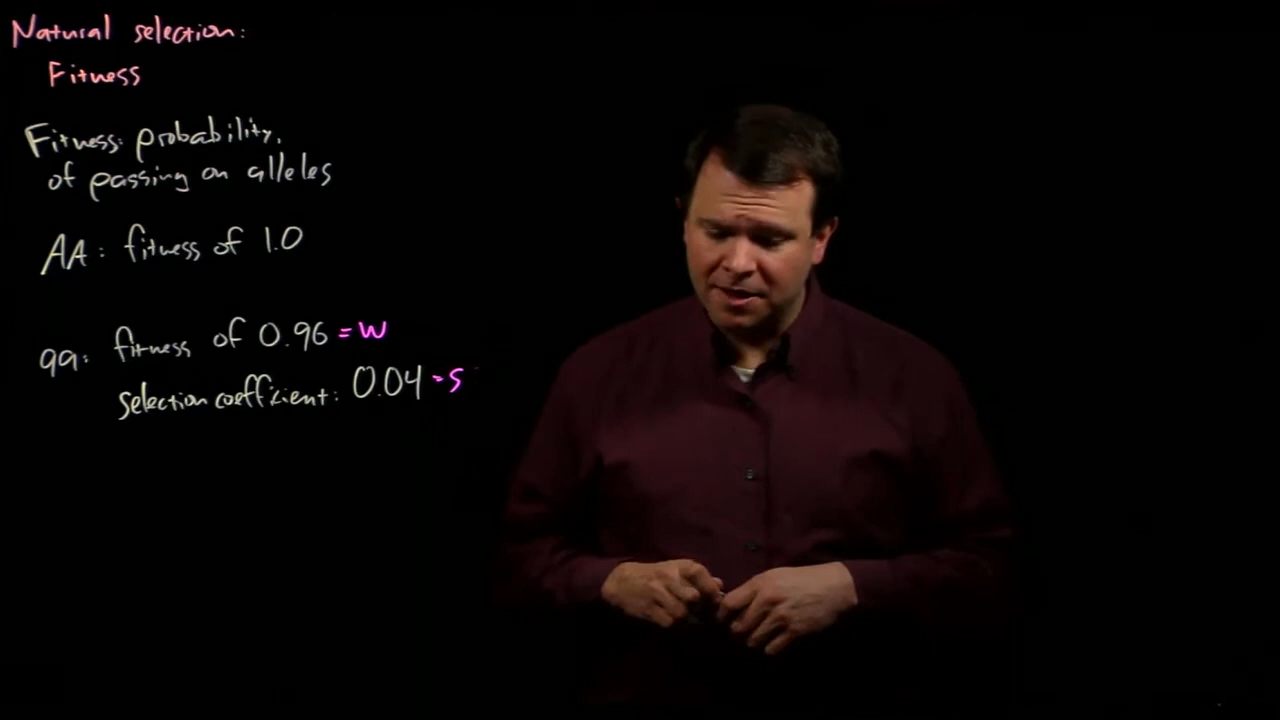 Natural selection:
Fitness
Fitness: probability
of passing on alleles
AA: fitness of 1.0
aa: fitness of 0.96 = w
selection coefficient: 0.04 = s